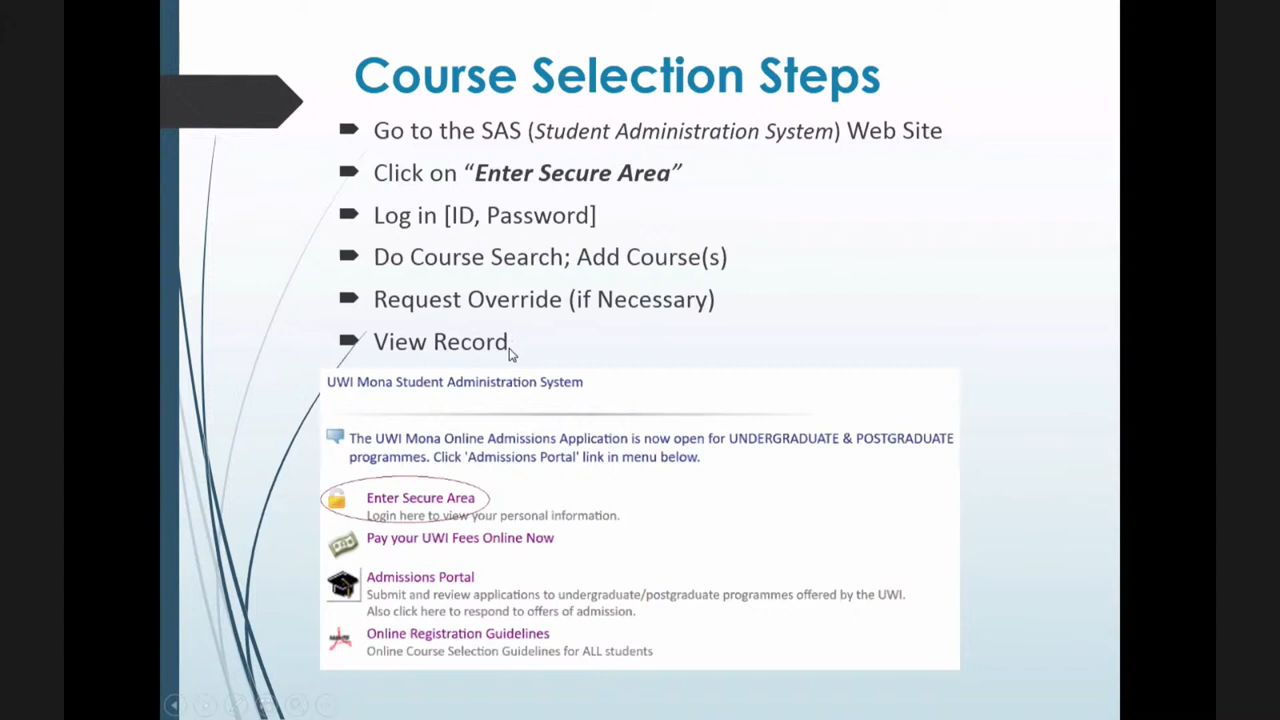 Course Selection Steps
Go to the SAS (Student Administration System) Web Site
Click on “Enter Secure Area”
Log in [ID, Password]
Do Course Search; Add Course(s)
Request Override (if Necessary)
View Record
UWI Mona Student Administration System
The UWI Mona Online Admissions Application is now open for UNDERGRADUATE & POSTGRADUATE
programmes. Click 'Admissions Portal' link in menu below.
Enter Secure Area
Login here to view your personal information.
Pay your UWI Fees Online Now
Admissions Portal
Submit and review applications to undergraduate/postgraduate programmes offered by the UWI.
Also click here to respond to offers of admission.
Online Registration Guidelines
Online Course Selection Guidelines for ALL students